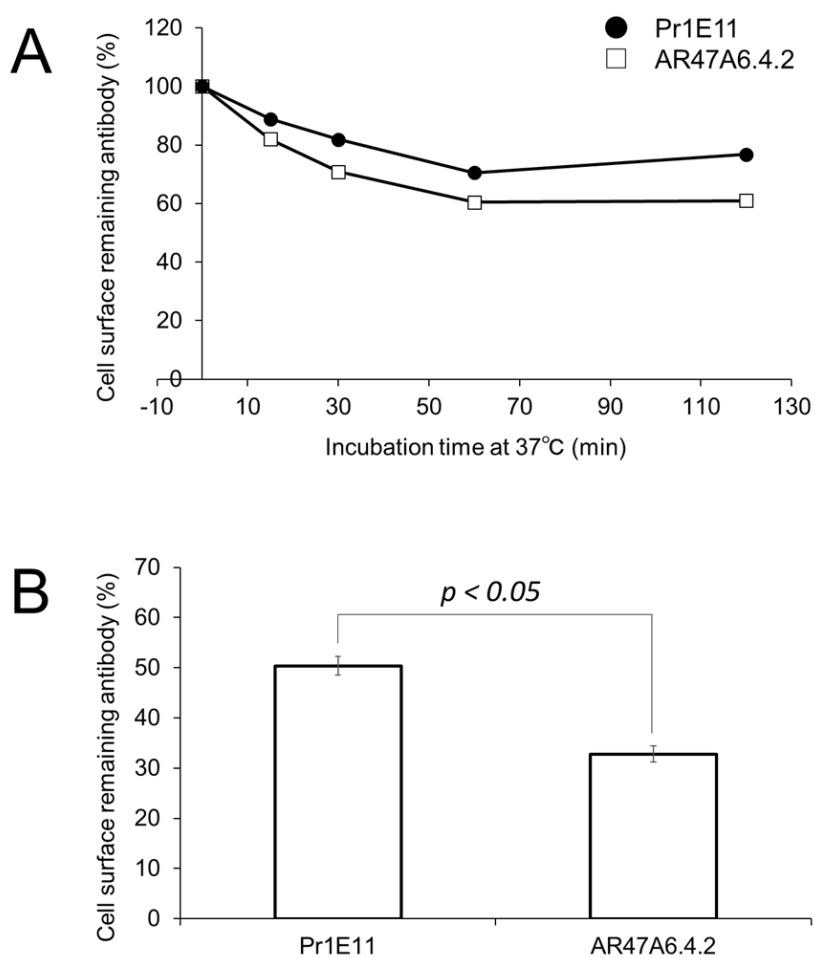 A
Pr1E11
AR47A6.4.2
Cell surface remaining antibody (%)
120
100
80
60
40
20
0
-10 10 30 50 70 90 110 130
Incubation time at 37℃ (min)
B
Cell surface remaining antibody (%)
70
60
50
40
30
20
10
0
p < 0.05
Pr1E11 AR47A6.4.2